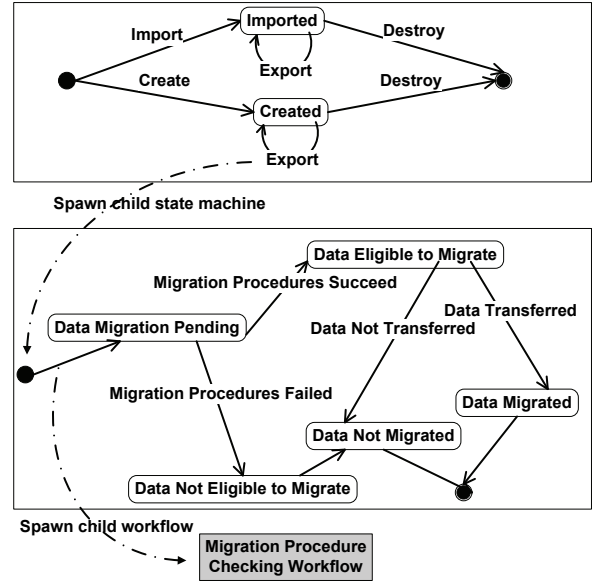 Imported
Import
Destroy
Export
Create
Destroy
Created
Export
Spawn child state machine
Data Eligible to Migrate
Migration Procedures Succeed
Data Transferred
Data Migration Pending
Data Not Transferred
Migration Procedures Failed
Data Migrated
Data Not Migrated
Data Not Eligible to Migrate
Spawn child workflow
Migration Procedure
Checking Workflow